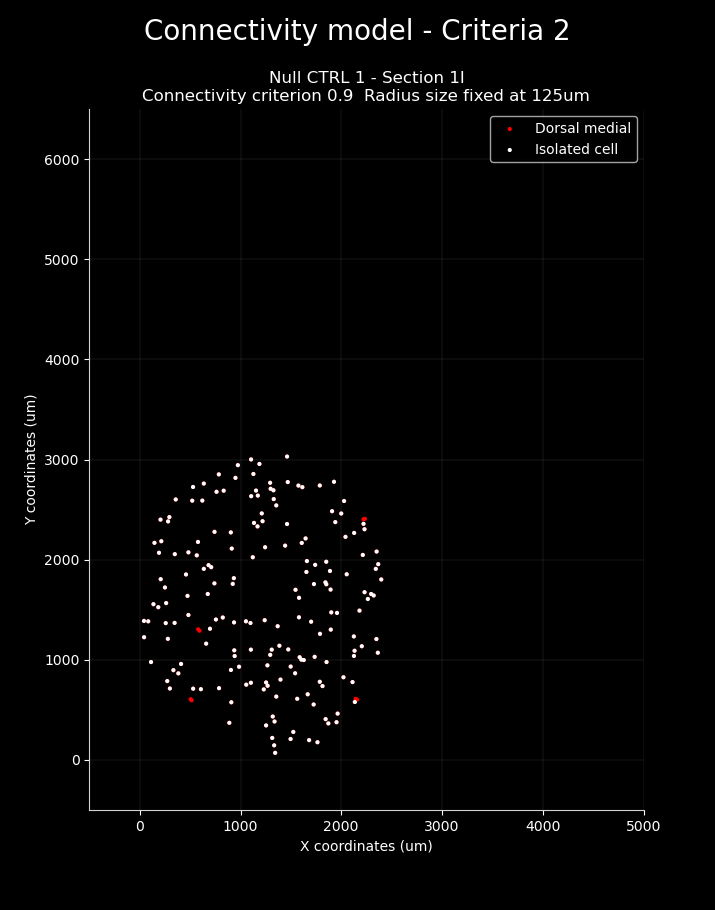 Connectivity model - Criteria 2
Null CTRL 1 - Section 1I
Connectivity criterion 0.9  Radius size fixed at 125um
Dorsal medial
Isolated cell
6000
5000
4000
3000
2000
1000
0
Y coordinates (um)
0 1000 2000 3000 4000 5000
X coordinates (um)